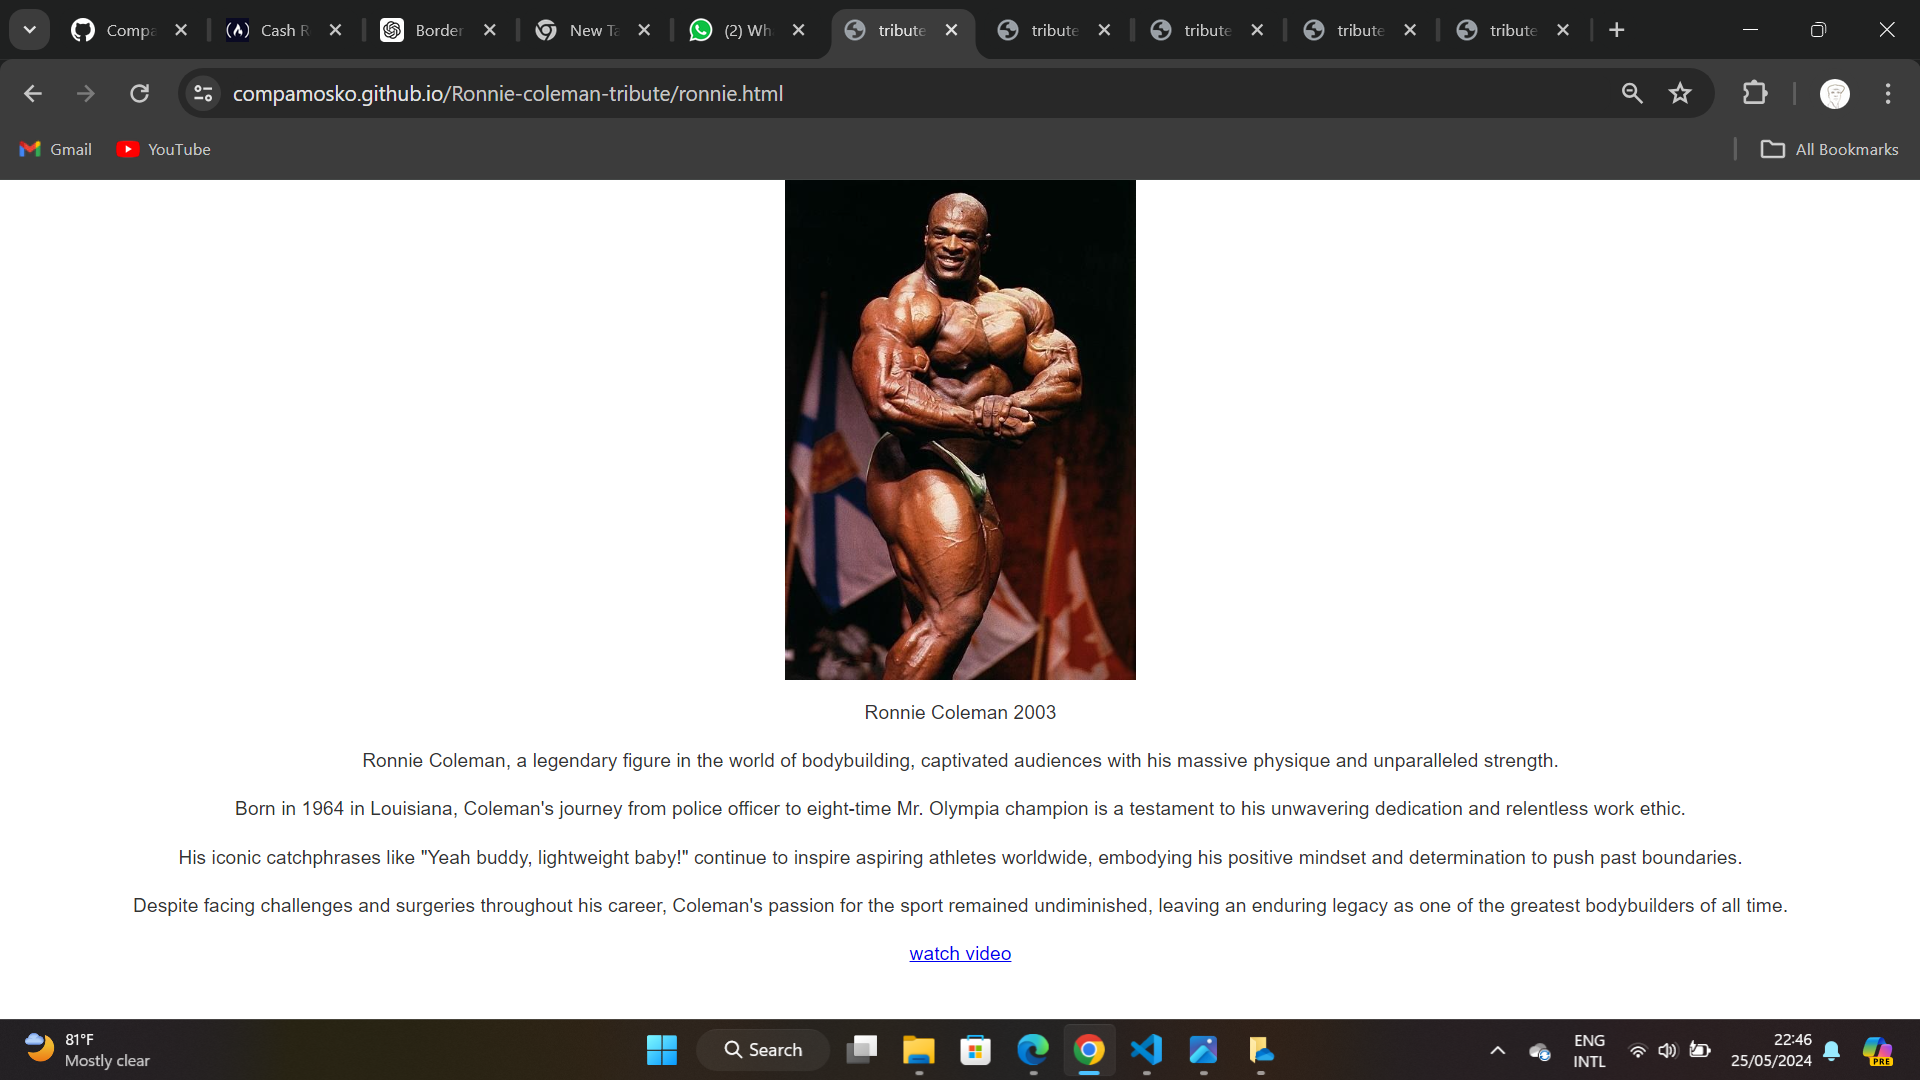 Compa
Cash R
Border
New Ta
(2) Wh
tribute
tribute
tribute
tribute
tribute
compamosko.github.io/Ronnie-coleman-tribute/ronnie.html
Gmail
YouTube
All Bookmarks
Ronnie Coleman 2003
Ronnie Coleman, a legendary figure in the world of bodybuilding, captivated audiences with his massive physique and unparalleled strength.
Born in 1964 in Louisiana, Coleman's journey from police officer to eight-time Mr. Olympia champion is a testament to his unwavering dedication and relentless work ethic.
His iconic catchphrases like "Yeah buddy, lightweight baby!" continue to inspire aspiring athletes worldwide, embodying his positive mindset and determination to push past boundaries.
Despite facing challenges and surgeries throughout his career, Coleman's passion for the sport remained undiminished, leaving an enduring legacy as one of the greatest bodybuilders of all time.
watch video
81°F
Mostly clear
Search
ENG
INTL
22:46
25/05/2024
PRE